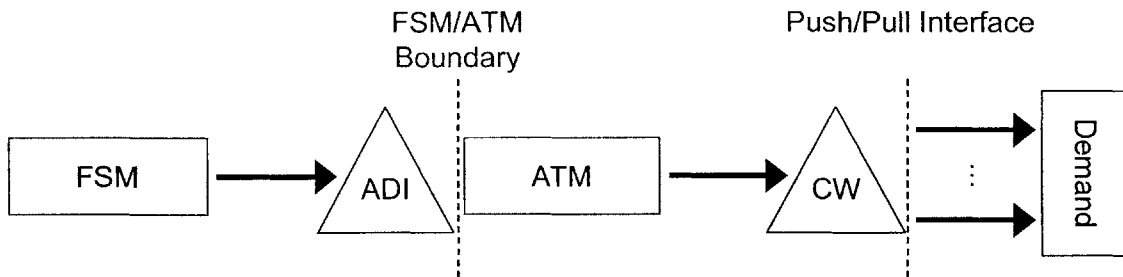 FSM/ATM
Boundary
Push/Pull Interface
FSM
ADI
ATM
CW
Demand